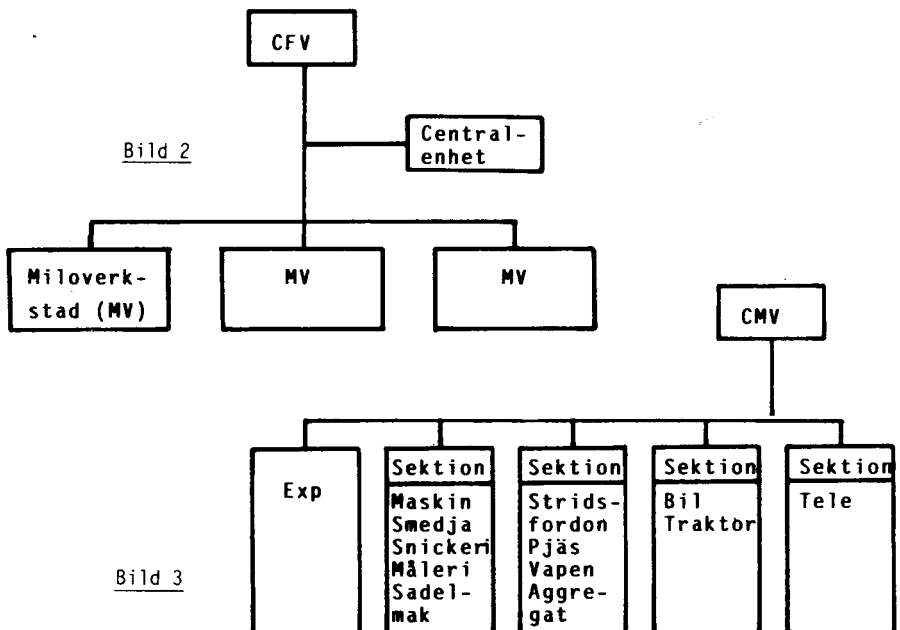 CFV
Bild 2
Central-
enhet
Miloverk-
stad (MV)
MV
MV
CMV
Exp
Sektion
Maskin
Smedja
Snickeri
Måleri
Sadel-
mak
Sektion
Strids-
fordon
Pjäs
Vapen
Aggre-
gat
Sektion
Bil
Traktor
Sektion
Tele
Bild 3